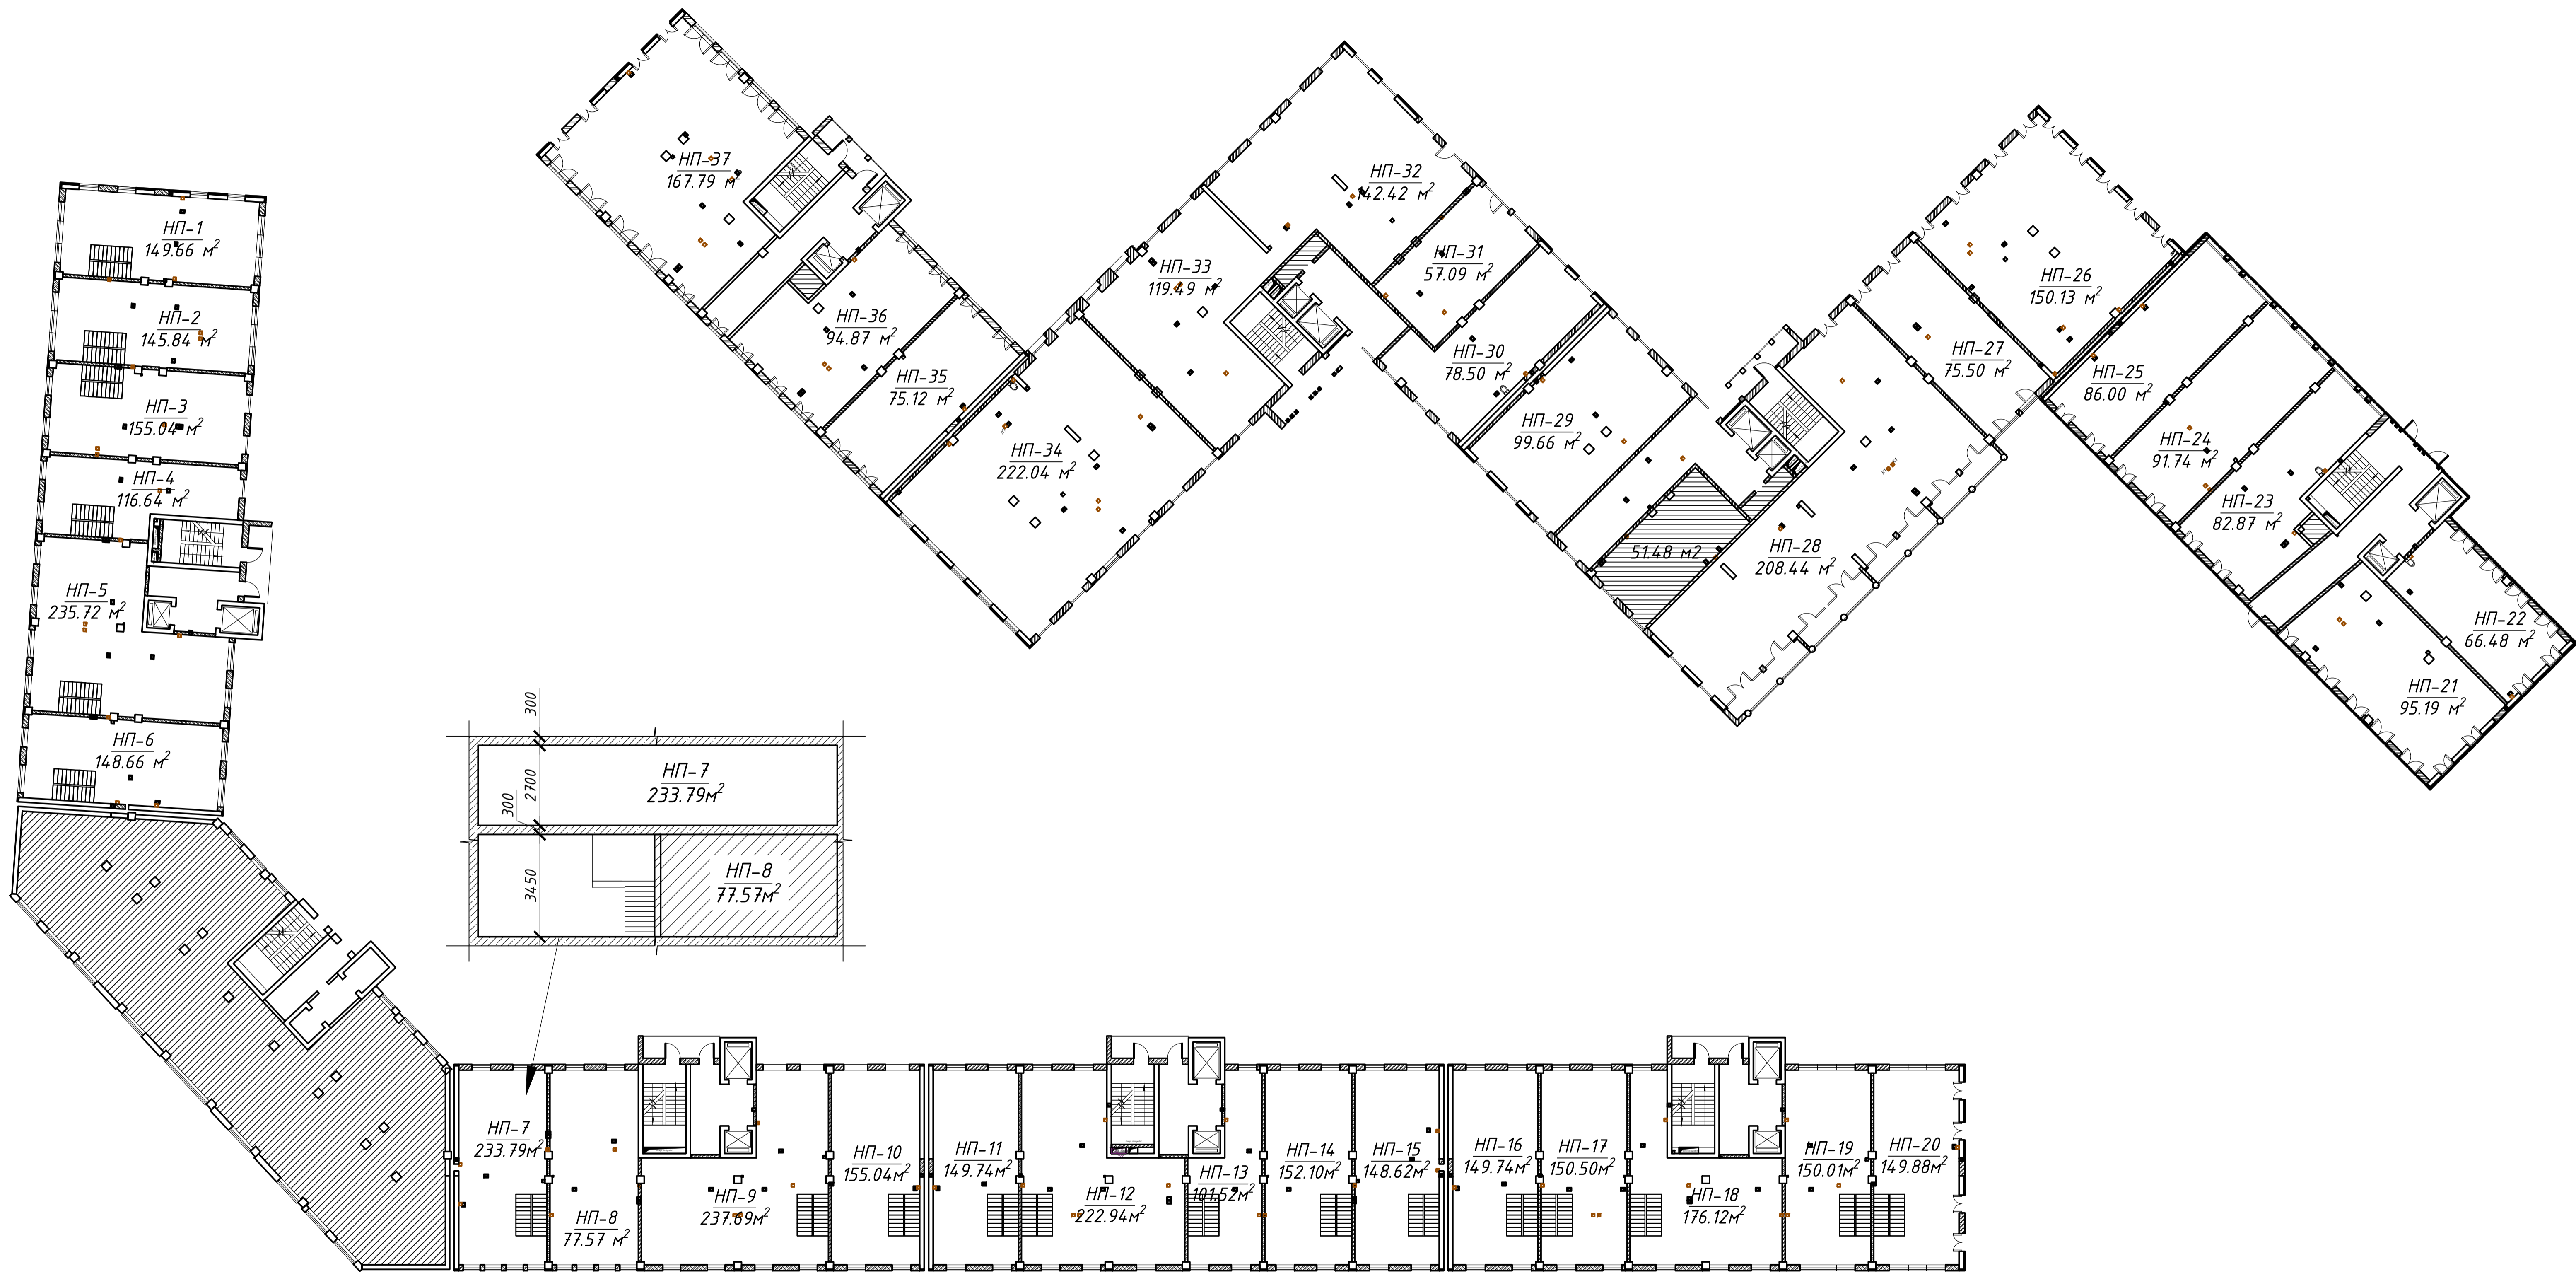 НП-37
167.79 м²
НП-32
142.42 м²
НП-1
149.66 м²
НП-31
57.09 м²
НП-33
119.49 м²
НП-26
150.13 м²
НП-2
145.84 м²
НП-36
94.87 м²
НП-30
78.50 м²
НП-27
75.50 м²
НП-25
86.00 м²
НП-35
75.12 м²
НП-3
155.04 м²
НП-29
99.66 м²
НП-24
91.74 м²
НП-34
222.04 м²
НП-4
116.64 м²
НП-23
82.87 м²
51.48 м2
НП-28
208.44 м²
НП-5
235.72 м²
НП-22
66.48 м²
НП-21
95.19 м²
НП-6
148.66 м²
300
2700
300
3450
НП-7
233.79м²
НП-8
77.57м²
НП-7
233.79м²
НП-8
77.57 м²
НП-9
237.69м²
НП-10
155.04м²
НП-11
149.74м²
НП-12
222.94м²
НП-13
101.52м²
НП-14
152.10м²
НП-15
148.62м²
НП-16
149.74м²
НП-17
150.50м²
НП-18
176.12м²
НП-19
150.01м²
НП-20
149.88м²